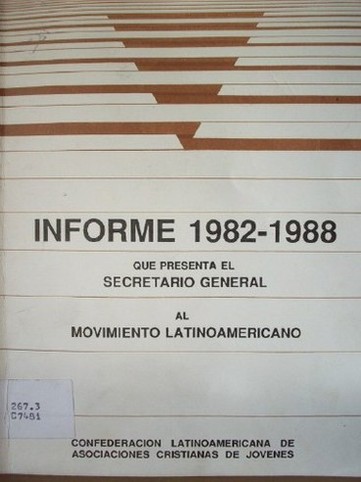 INFORME 1982-1988
QUE PRESENTA EL
SECRETARIO GENERAL
AL
MOVIMIENTO LATINOAMERICANO
267.3
C7481
CONFEDERACION LATINOAMERICANA DE
ASOCIACIONES CRISTIANAS DE JOVENES